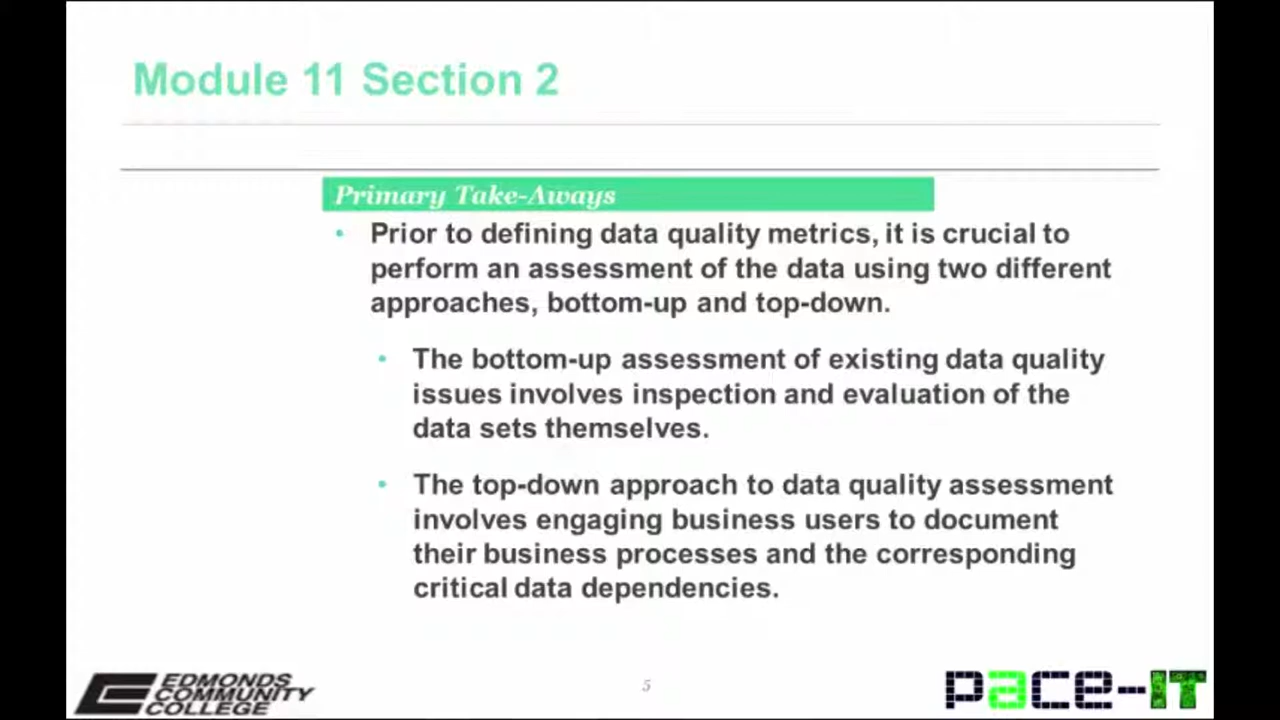 Module 11 Section 2
Primary Take-Aways
• Prior to defining data quality metrics, it is crucial to
perform an assessment of the data using two different
approaches, bottom-up and top-down.
• The bottom-up assessment of existing data quality
issues involves inspection and evaluation of the
data sets themselves.
• The top-down approach to data quality assessment
involves engaging business users to document
their business processes and the corresponding
critical data dependencies.
EDMONDS
COMMUNITY
COLLEGE
5
pace-IT